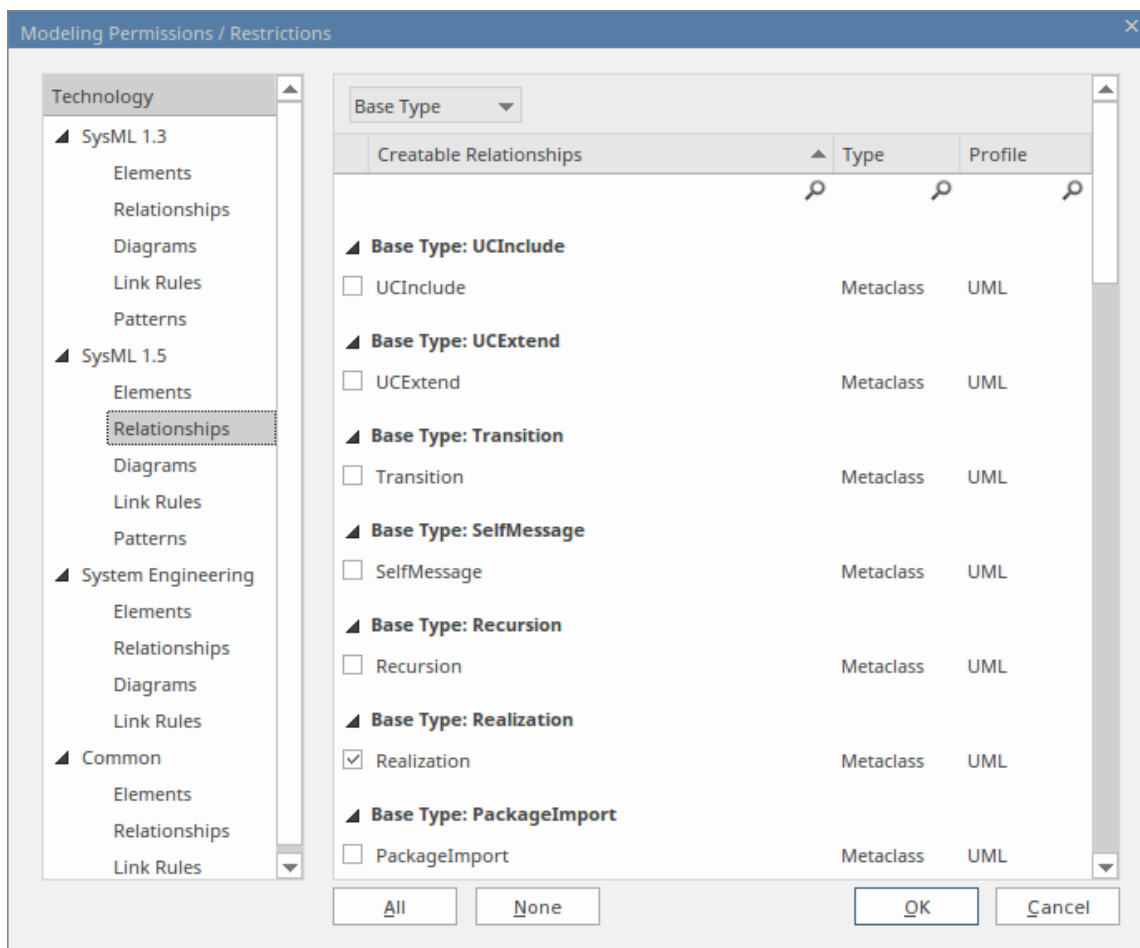 Modeling Permissions / Restrictions
Technology
SysML 1.3
Elements
Relationships
Diagrams
Link Rules
Patterns
SysML 1.5
Elements
Relationships
Diagrams
Link Rules
Patterns
System Engineering
Elements
Relationships
Diagrams
Link Rules
Common
Elements
Relationships
Link Rules
Base Type
Creatable Relationships Type Profile
Base Type: UCInclude
UCInclude Metaclass UML
Base Type: UCExtend
UCExtend Metaclass UML
Base Type: Transition
Transition Metaclass UML
Base Type: SelfMessage
SelfMessage Metaclass UML
Base Type: Recursion
Recursion Metaclass UML
Base Type: Realization
Realization Metaclass UML
Base Type: PackageImport
PackageImport Metaclass UML
All None OK Cancel